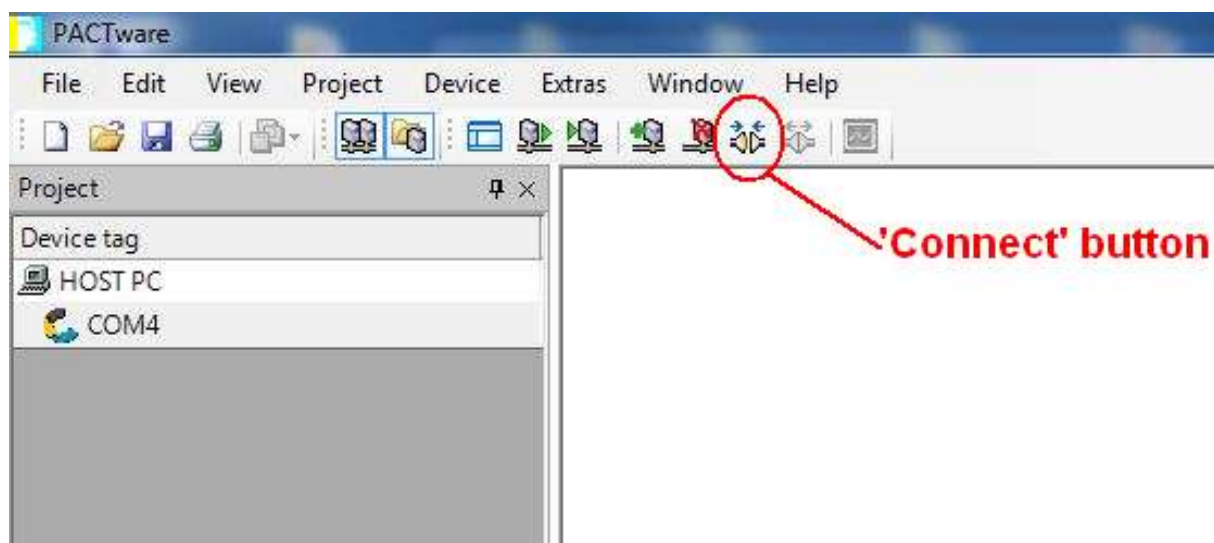 PACTware
File Edit View Project Device Extras Window Help
Project
'Connect' button
Device tag
HOST PC
COM4